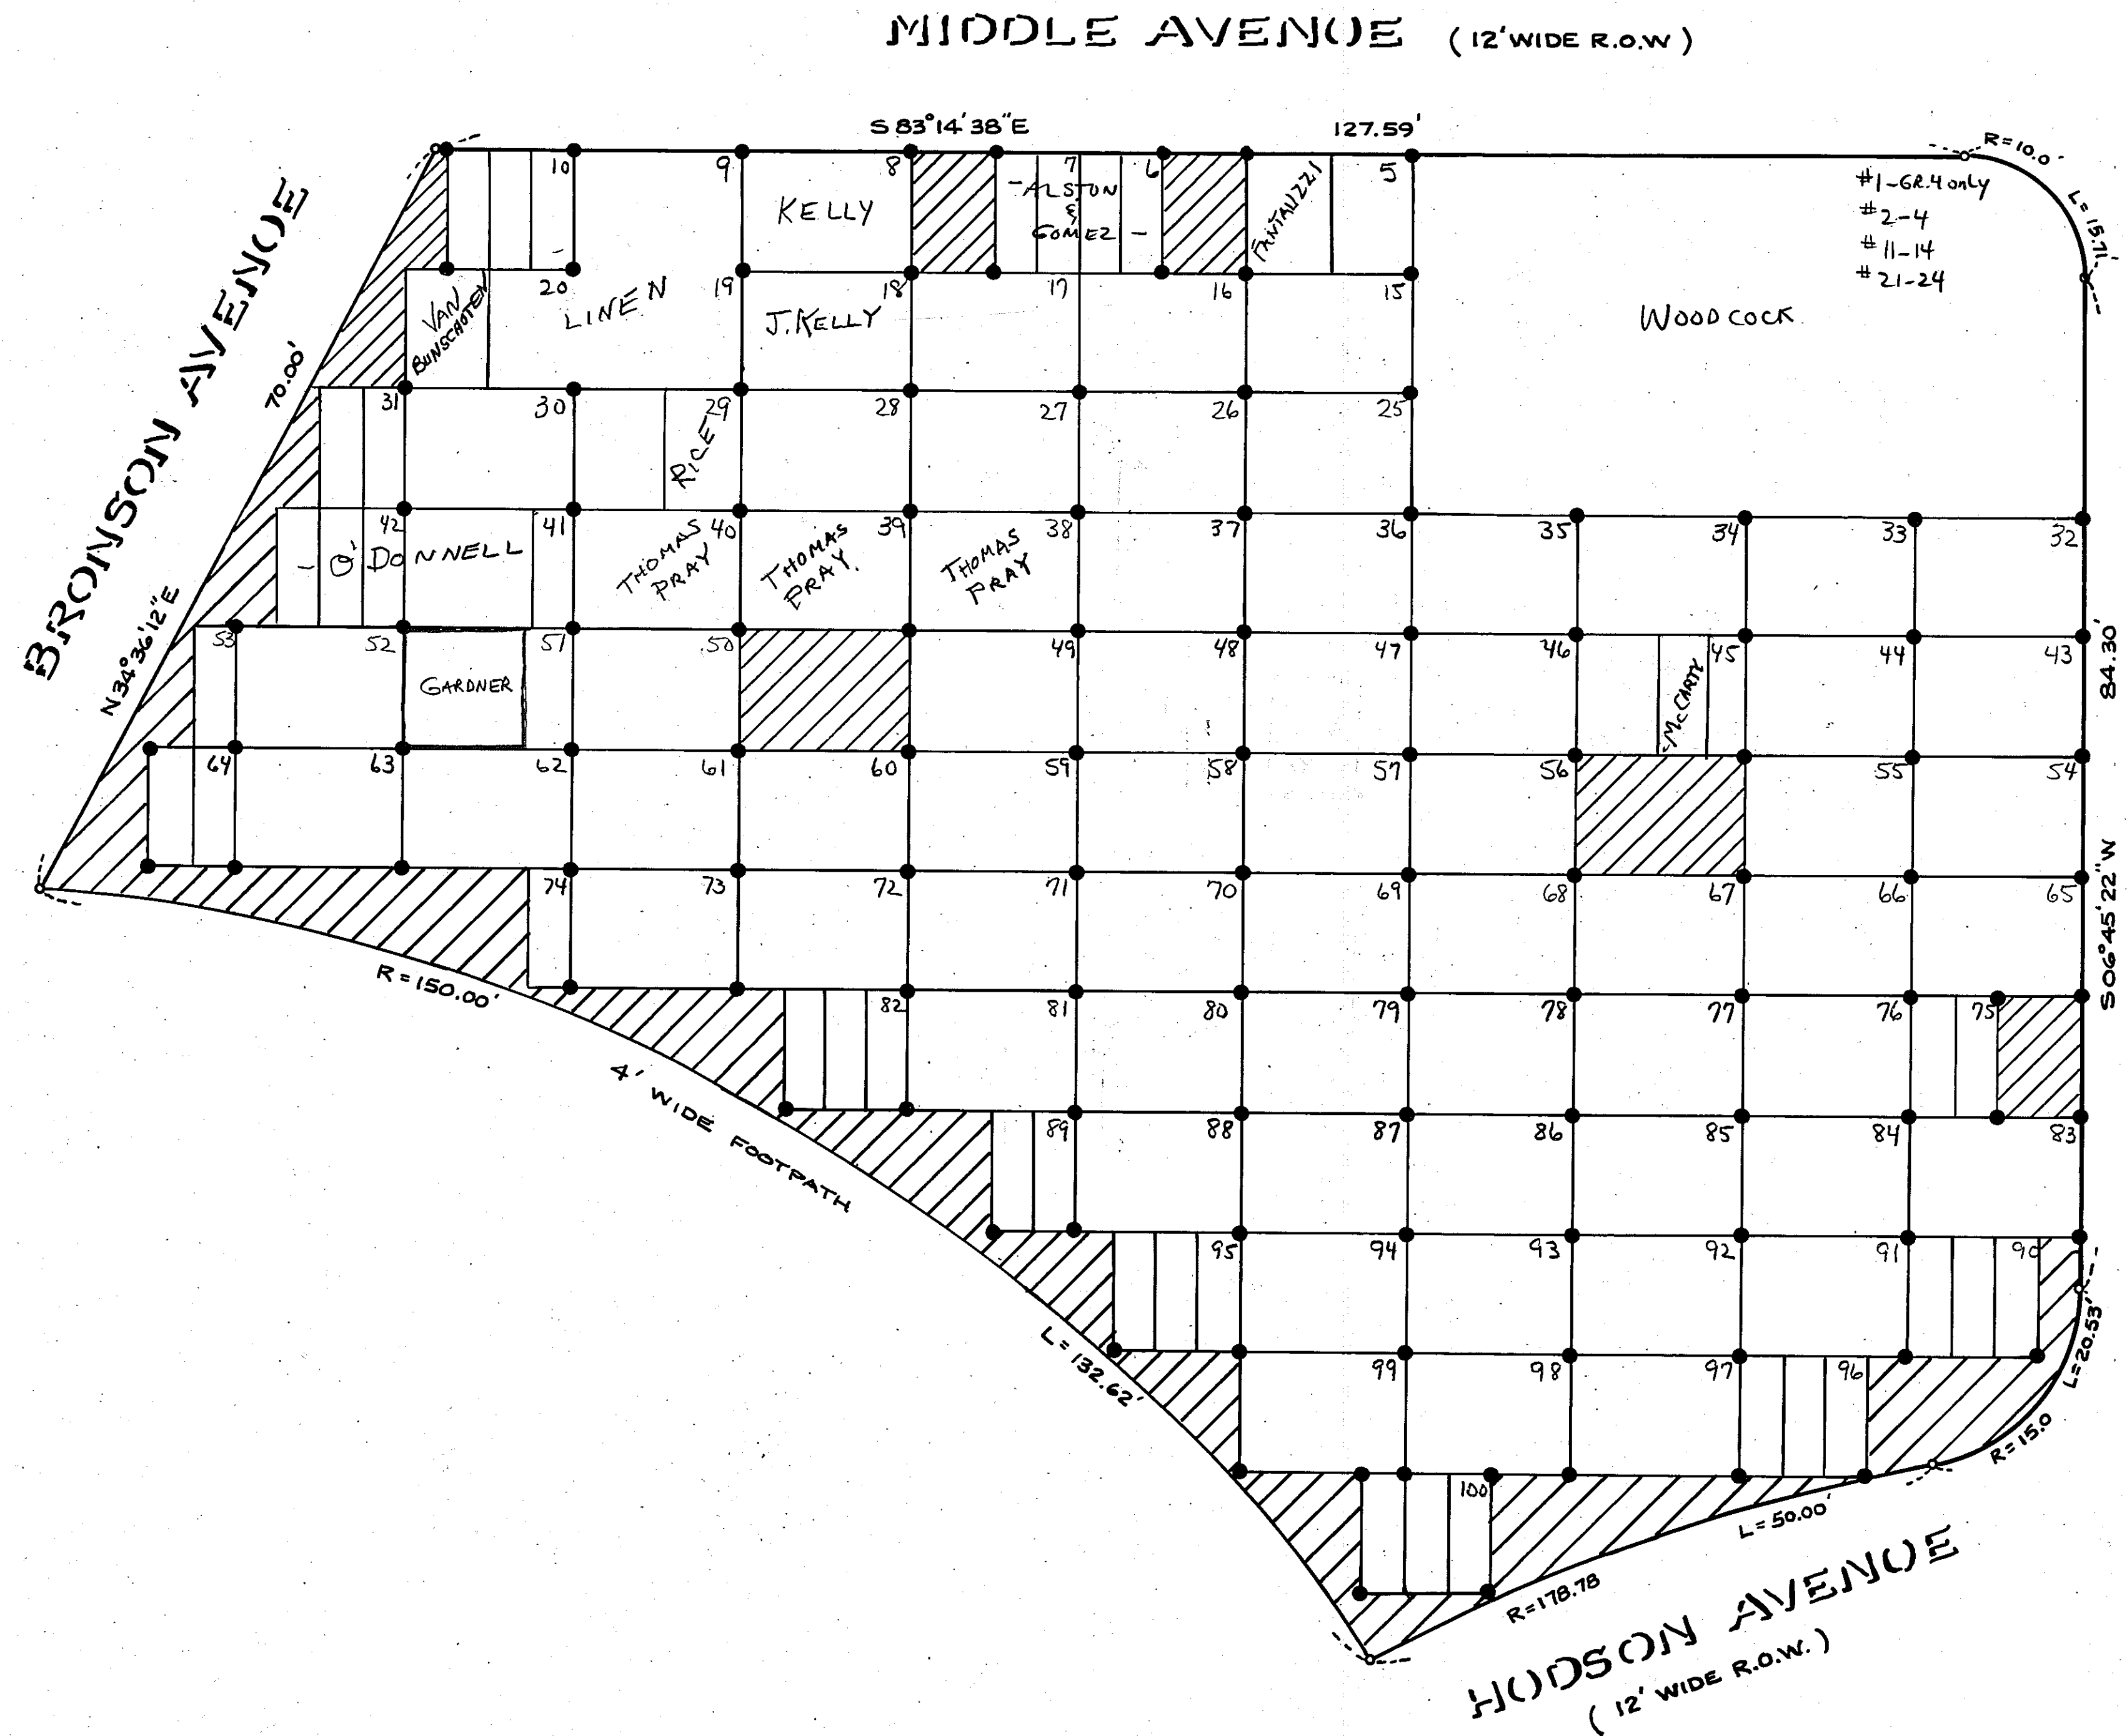 MIDDLE AVENUE (12' WIDE R.O.W)
S 83°14'38"E 127.59'
R=10.0'
L=15.71'
10 9 8 7 6 5
#1-GR.4 only
#2-4
#11-14
#21-24
KELLY
-ALSTON
&
GOMEZ -
FANTAUZZI
WOODCOCK
BRONSON AVENUE
70.00'
N 34°36'12"E
20 19 18 17 16 15
VAN
BUNSCHOTEN
LINEN
J. KELLY
31 30 29 28 27 26 25
RICE
42 41 40 39 38 37 36 35 34 33 32
- O'DONNELL
THOMAS
PRAY
THOMAS
PRAY.
THOMAS
PRAY
53 52 51 50 49 48 47 46 45 44 43
GARDNER
-McCARTY
84.30'
S 06°45'22"W
64 63 62 61 60 59 58 57 56 55 54
74 73 72 71 70 69 68 67 66 65
R=150.00'
82 81 80 79 78 77 76 75
4' WIDE FOOTPATH
89 88 87 86 85 84 83
95 94 93 92 91 90
L=132.62'
L=20.53'
99 98 97 96
R=15.0
100
L=50.00'
R=178.78
HUDSON AVENUE
(12' WIDE R.O.W.)